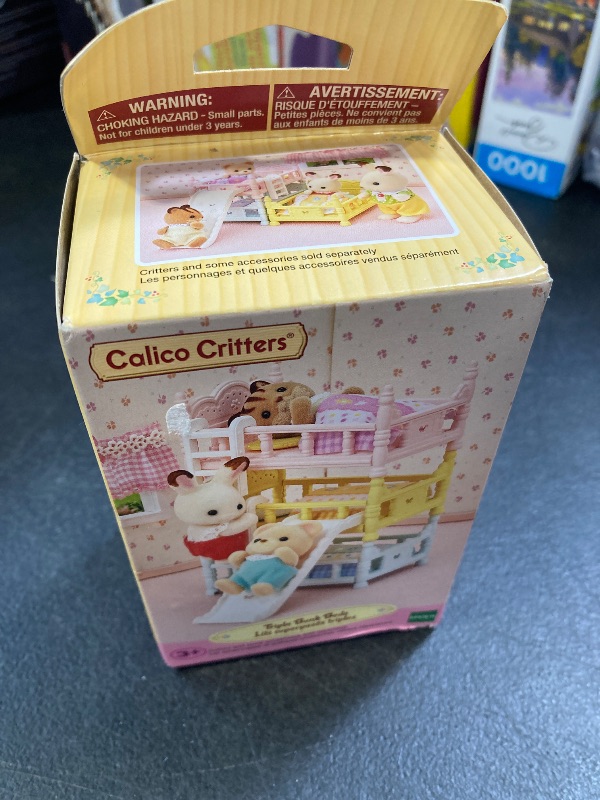 WARNING:
CHOKING HAZARD - Small parts.
Not for children under 3 years.
AVERTISSEMENT:
RISQUE D'ÉTOUFFEMENT –
Petites pièces. Ne convient pas
aux enfants de moins de 3 ans.
Critters and some accessories sold separately
Les personnages et quelques accessoires vendus séparément
Calico Critters®
Triple Bunk Beds
Lits superposés triples
3+
1000